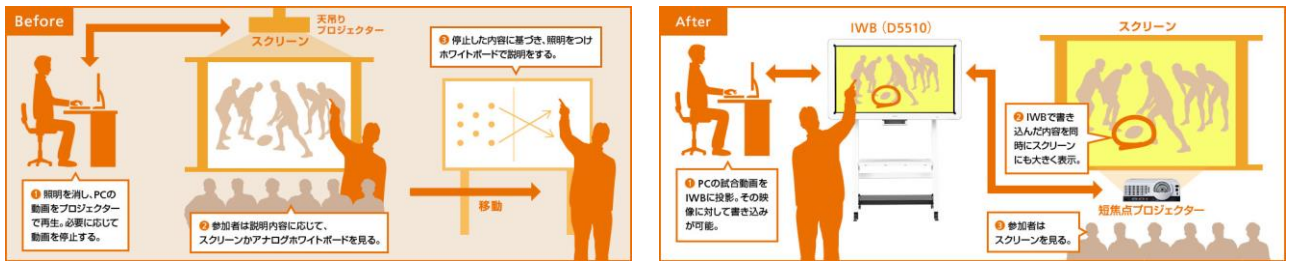 Before
天吊り
プロジェクター
スクリーン
❸ 停止した内容に基づき、照明をつけ
ホワイトボードで説明をする。
❶ 照明を消し、PCの
動画をプロジェクター
で再生。必要に応じて
動画を停止する。
❷ 参加者は説明内容に応じて、
スクリーンかアナログホワイトボードを見る。
移動
After
IWB（D5510）
スクリーン
❷ IWBで書き
込んだ内容を同
時にスクリーン
にも大きく表示。
❶ PCの試合動画を
IWBに投影。その映
像に対して書き込み
が可能。
短焦点プロジェクター
❸ 参加者は
スクリーンを見る。